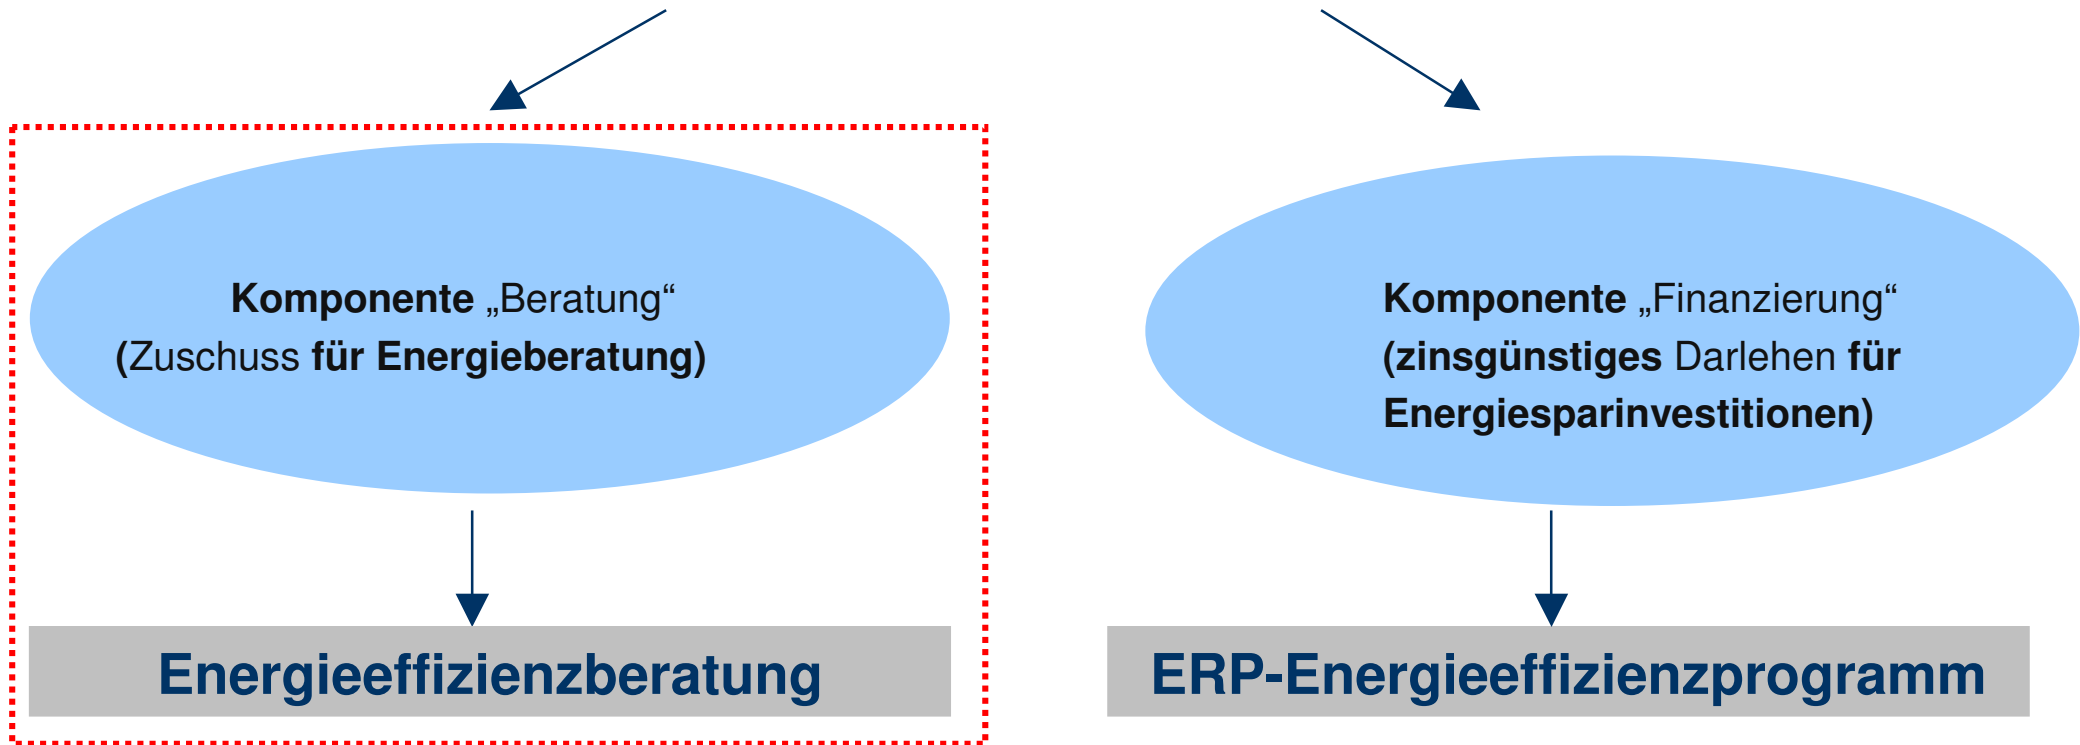 Komponente „Beratung“
(Zuschuss für Energieberatung)
Energieeffizienzberatung
Komponente „Finanzierung“
(zinsgünstiges Darlehen für
Energiesparinvestitionen)
ERP-Energieeffizienzprogramm